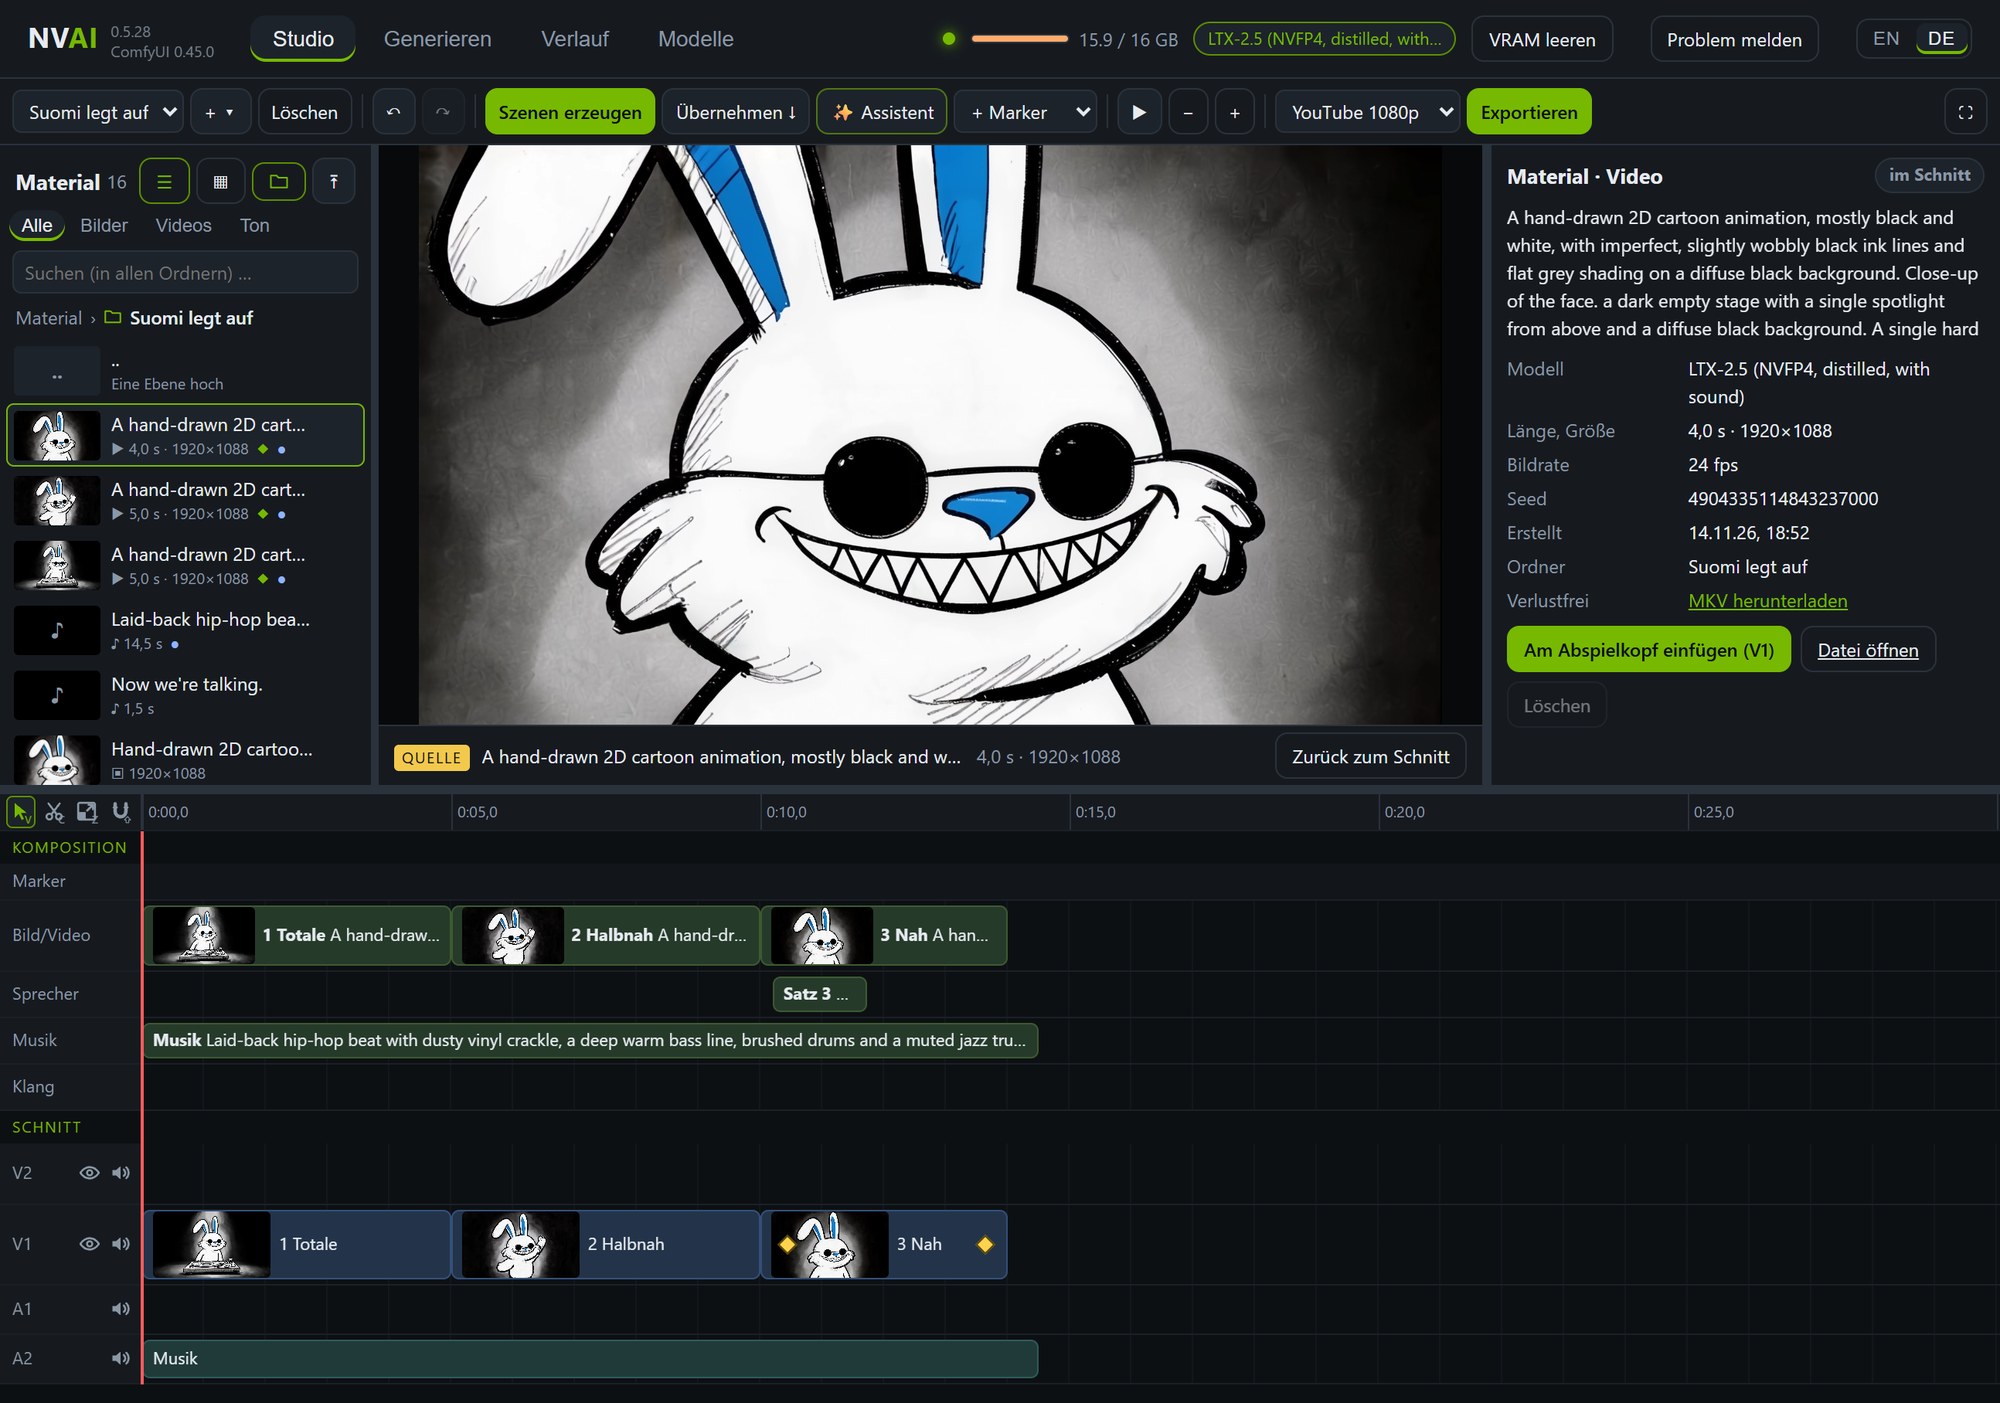 NVAI
0.5.28
ComfyUI 0.45.0
Studio
Generieren
Verlauf
Modelle
15.9 / 16 GB
LTX-2.5 (NVFP4, distilled, with...
VRAM leeren
Problem melden
EN
DE
Suomi legt auf
+ ▾
Löschen
Szenen erzeugen
Übernehmen ↓
✨ Assistent
+ Marker
YouTube 1080p
Exportieren
Material 16
Alle
Bilder
Videos
Ton
Suchen (in allen Ordnern) ...
Material › Suomi legt auf
..
..
Eine Ebene hoch
A hand-drawn 2D cart...
4,0 s · 1920×1088
A hand-drawn 2D cart...
5,0 s · 1920×1088
A hand-drawn 2D cart...
5,0 s · 1920×1088
Laid-back hip-hop bea...
♪ 14,5 s
Now we're talking.
♪ 1,5 s
Hand-drawn 2D cartoo...
1920×1088
QUELLE
A hand-drawn 2D cartoon animation, mostly black and w...
4,0 s · 1920×1088
Zurück zum Schnitt
Material · Video
im Schnitt
A hand-drawn 2D cartoon animation, mostly black and
white, with imperfect, slightly wobbly black ink lines and
flat grey shading on a diffuse black background. Close-up
of the face. a dark empty stage with a single spotlight
from above and a diffuse black background. A single hard
Modell
LTX-2.5 (NVFP4, distilled, with
sound)
Länge, Größe
4,0 s · 1920×1088
Bildrate
24 fps
Seed
4904335114843237000
Erstellt
14.11.26, 18:52
Ordner
Suomi legt auf
Verlustfrei
MKV herunterladen
Am Abspielkopf einfügen (V1)
Datei öffnen
Löschen
0:00,0
0:05,0
0:10,0
0:15,0
0:20,0
0:25,0
KOMPOSITION
Marker
Bild/Video
1 Totale A hand-draw...
2 Halbnah A hand-dr...
3 Nah A han...
Sprecher
Satz 3 ...
Musik
Musik Laid-back hip-hop beat with dusty vinyl crackle, a deep warm bass line, brushed drums and a muted jazz tru...
Klang
SCHNITT
V2
V1
1 Totale
2 Halbnah
3 Nah
A1
A2
Musik